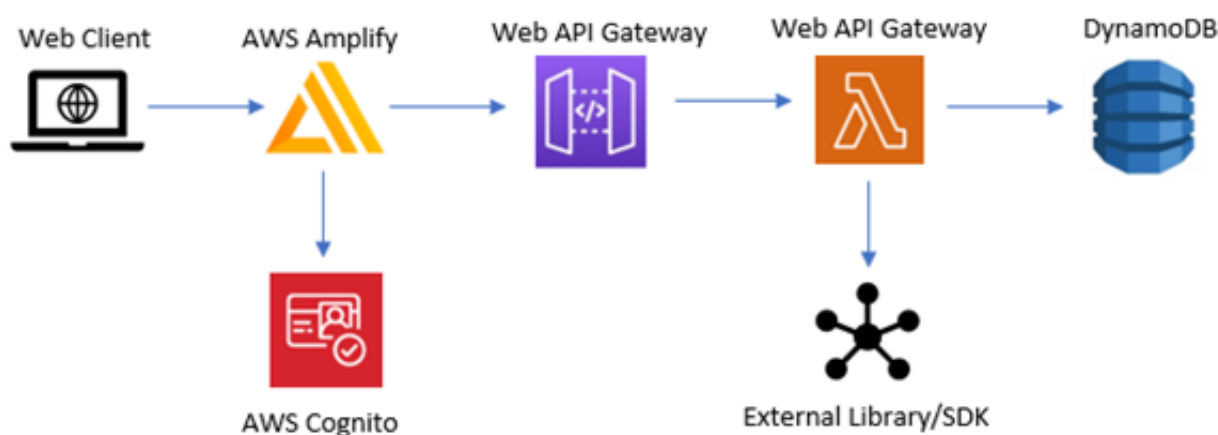 Web Client
AWS Amplify
Web API Gateway
Web API Gateway
DynamoDB
</>
AWS Cognito
External Library/SDK